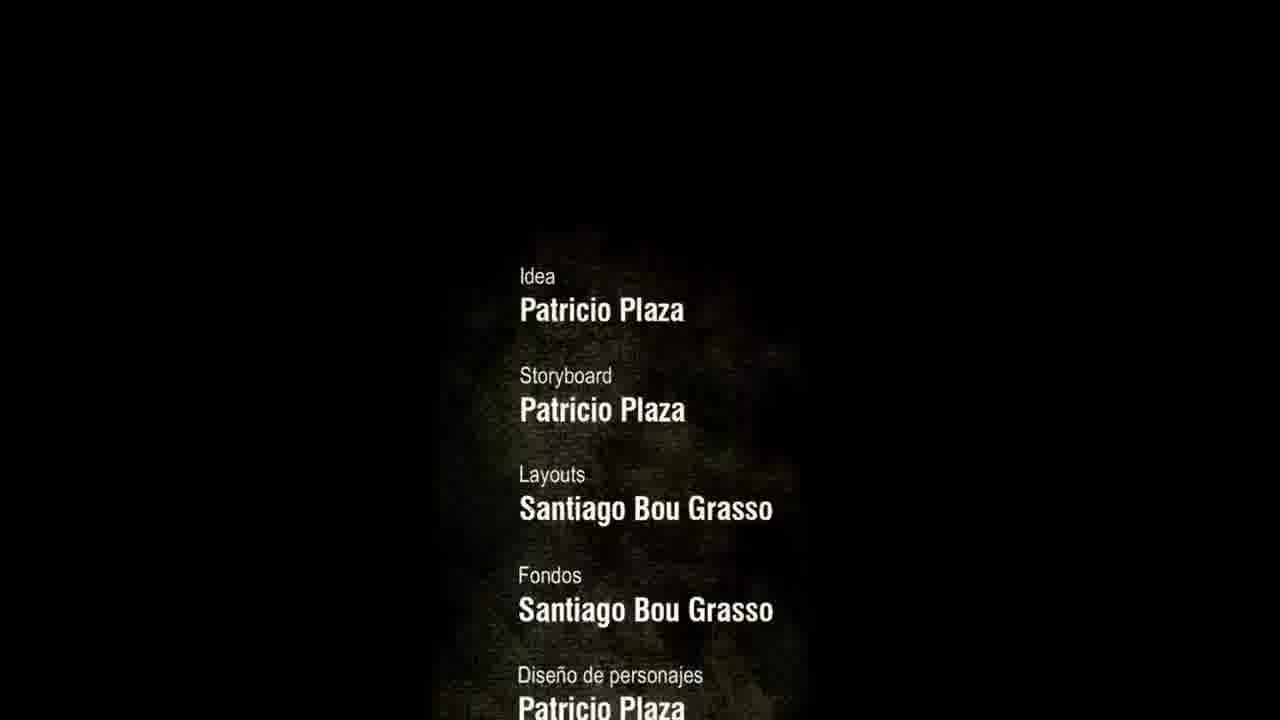 Idea
Patricio Plaza
Storyboard
Patricio Plaza
Layouts
Santiago Bou Grasso
Fondos
Santiago Bou Grasso
Diseño de personajes
Patricio Plaza